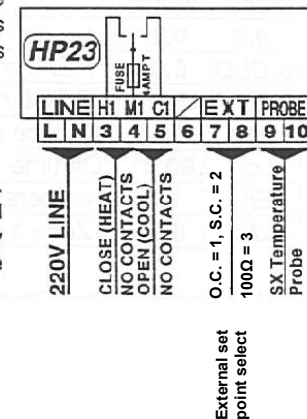 HP23
FUSE
4AMPT
LINE H1 M1 C1 EXT PROBE
L N 3 4 5 6 7 8 9 10
220V LINE
CLOSE (HEAT)
NO CONTACTS
OPEN (COOL)
NO CONTACTS
O.C. = 1, S.C. = 2
100Ω = 3
SX Temperature
Probe
External set
point select